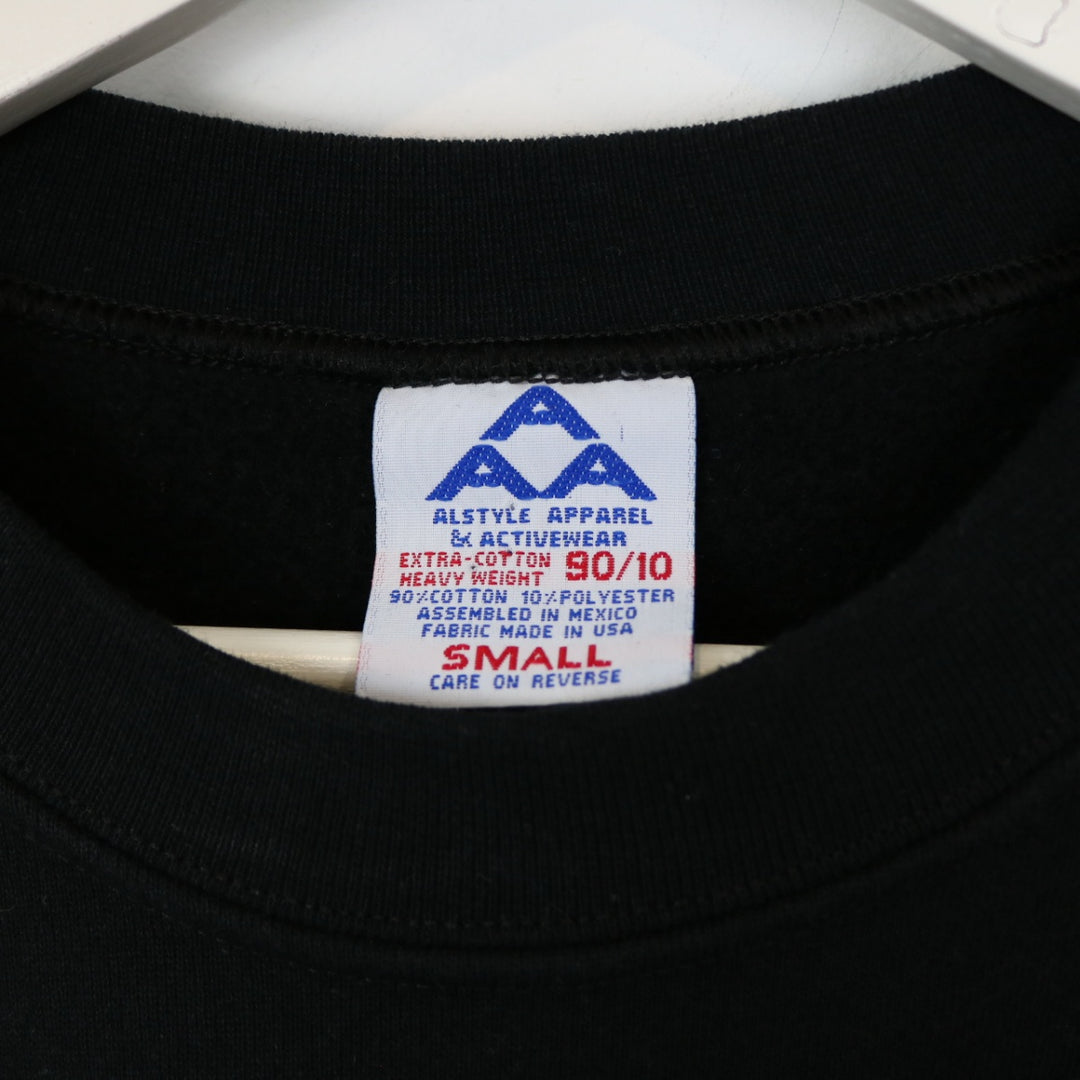 A
A A
ALSTYLE APPAREL
& ACTIVEWEAR
EXTRA-COTTON
HEAVY WEIGHT 90/10
90%COTTON 10%POLYESTER
ASSEMBLED IN MEXICO
FABRIC MADE IN USA
SMALL
CARE ON REVERSE